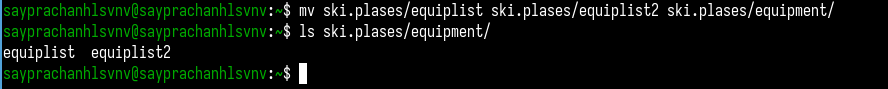 sayprachanhlsvnv@sayprachanhlsvnv:~$ mv ski.plases/equiplist ski.plases/equiplist2 ski.plases/equipment/
sayprachanhlsvnv@sayprachanhlsvnv:~$ ls ski.plases/equipment/
equiplist  equiplist2
sayprachanhlsvnv@sayprachanhlsvnv:~$